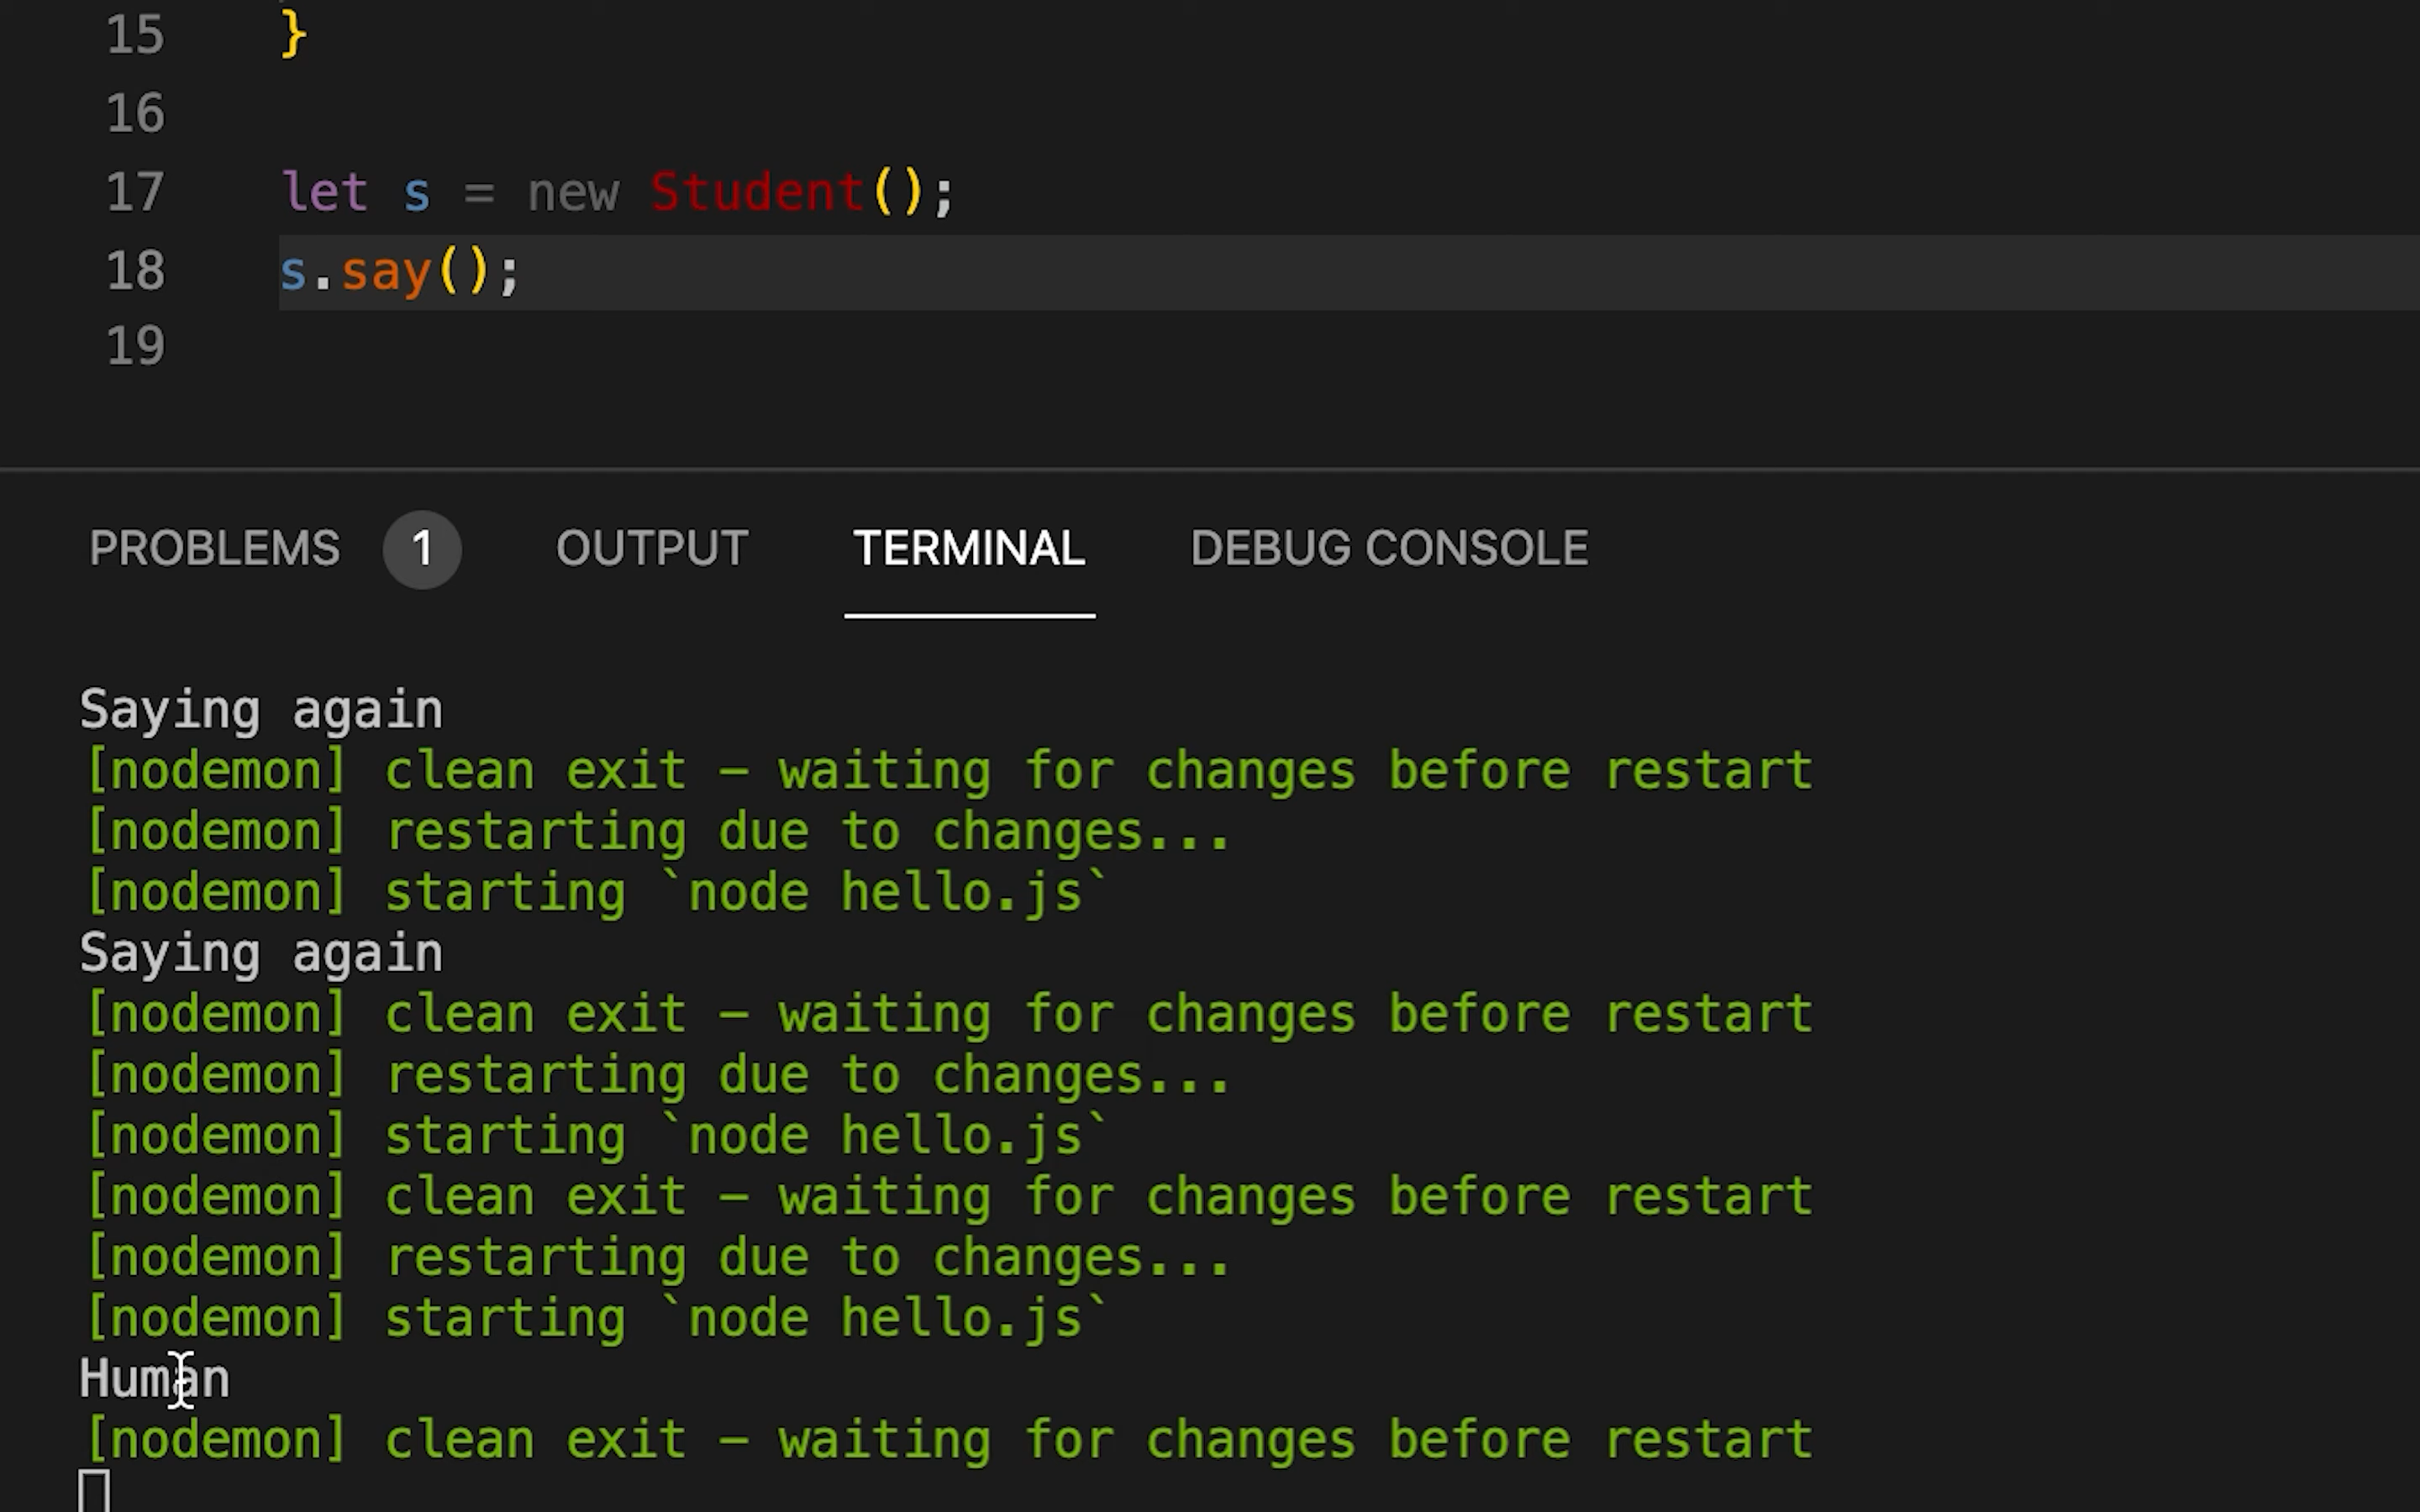 15 }
16
17 let s = new Student();
18 s.say();
19
PROBLEMS 1 OUTPUT TERMINAL DEBUG CONSOLE
Saying again
[nodemon] clean exit – waiting for changes before restart
[nodemon] restarting due to changes...
[nodemon] starting `node hello.js`
Saying again
[nodemon] clean exit – waiting for changes before restart
[nodemon] restarting due to changes...
[nodemon] starting `node hello.js`
[nodemon] clean exit – waiting for changes before restart
[nodemon] restarting due to changes...
[nodemon] starting `node hello.js`
Human
[nodemon] clean exit – waiting for changes before restart